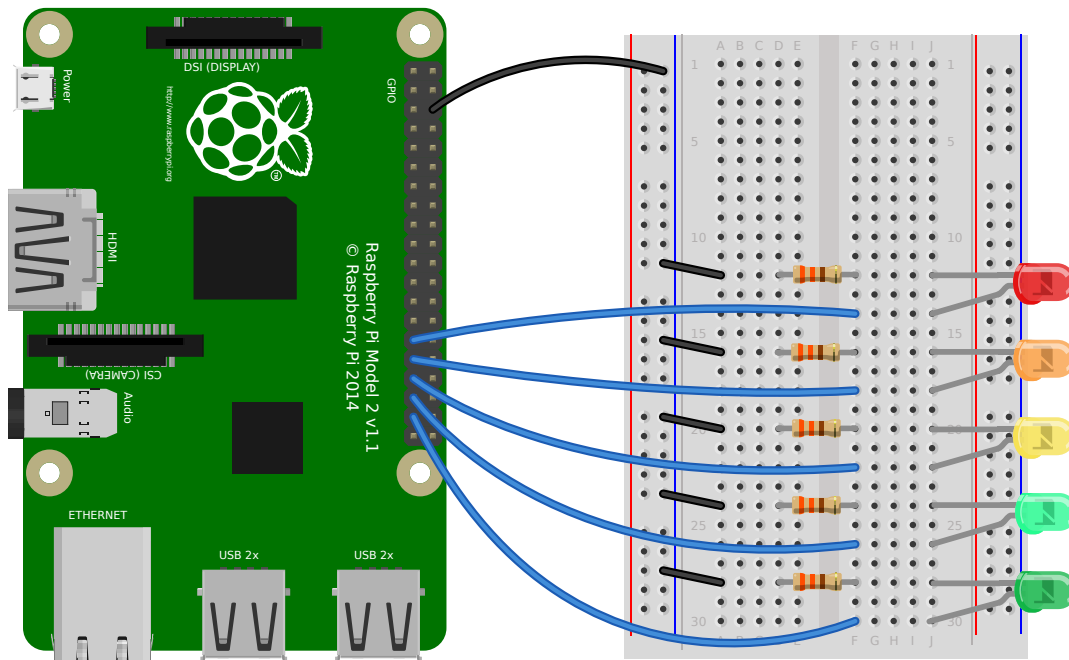 DSI (DISPLAY)
Power
GPIO
http://www.raspberrypi.org
TM
HDMI
Raspberry Pi Model 2 v1.1
© Raspberry Pi 2014
CSI (CAMERA)
Audio
ETHERNET
USB 2x
USB 2x
A B C D E F G H I J
1 1
5 5
10 10
15 15
20 20
25 25
30 30
A B C E F G H I J